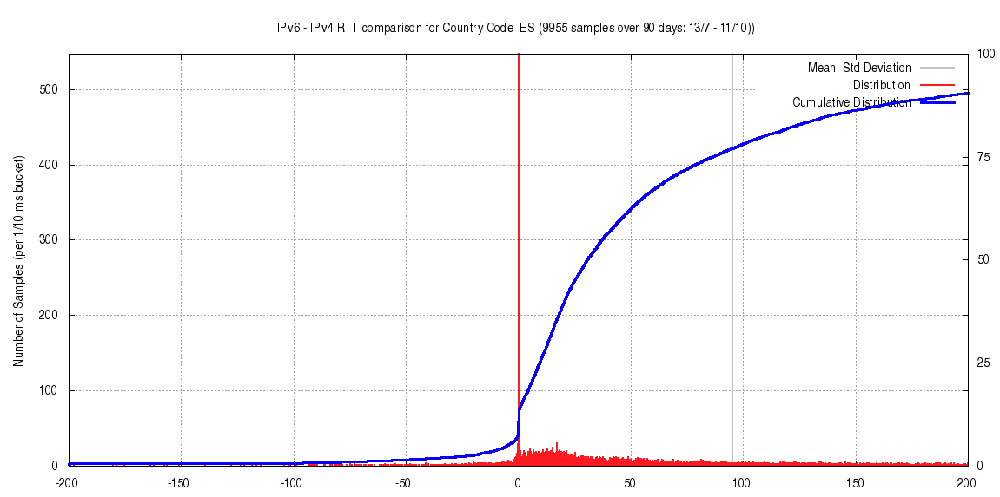 IPv6 - IPv4 RTT comparison for Country Code ES (9955 samples over 90 days: 13/7 - 11/10))
Mean, Std Deviation
Distribution
Cumulative Distribution
Number of Samples (per 1/10 ms bucket)
500
400
300
200
100
0
100
75
50
25
0
-200 -150 -100 -50 0 50 100 150 200